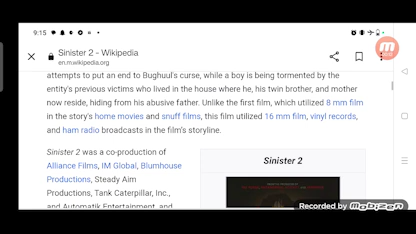 9:15
Sinister 2 - Wikipedia
en.m.wikipedia.org
attempts to put an end to Bughuul's curse, while a boy is being tormented by the
entity's previous victims who lived in the house where he, his twin brother, and mother
now reside, hiding from his abusive father. Unlike the first film, which utilized 8 mm film
in the story's home movies and snuff films, this film utilized 16 mm film, vinyl records,
and ham radio broadcasts in the film's storyline.
Sinister 2 was a co-production of
Alliance Films, IM Global, Blumhouse
Productions, Steady Aim
Productions, Tank Caterpillar, Inc.,
and Automatik Entertainment, and
Sinister 2
Recorded by
Mobizen